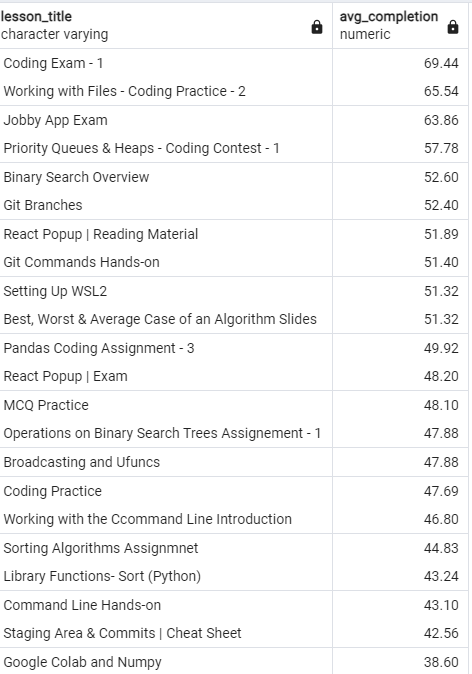 lesson_title avg_completion
character varying numeric
Coding Exam - 1 69.44
Working with Files - Coding Practice - 2 65.54
Jobby App Exam 63.86
Priority Queues & Heaps - Coding Contest - 1 57.78
Binary Search Overview 52.60
Git Branches 52.40
React Popup | Reading Material 51.89
Git Commands Hands-on 51.40
Setting Up WSL2 51.32
Best, Worst & Average Case of an Algorithm Slides 51.32
Pandas Coding Assignment - 3 49.92
React Popup | Exam 48.20
MCQ Practice 48.10
Operations on Binary Search Trees Assignement - 1 47.88
Broadcasting and Ufuncs 47.88
Coding Practice 47.69
Working with the Ccommand Line Introduction 46.80
Sorting Algorithms Assignmnet 44.83
Library Functions- Sort (Python) 43.24
Command Line Hands-on 43.10
Staging Area & Commits | Cheat Sheet 42.56
Google Colab and Numpy 38.60